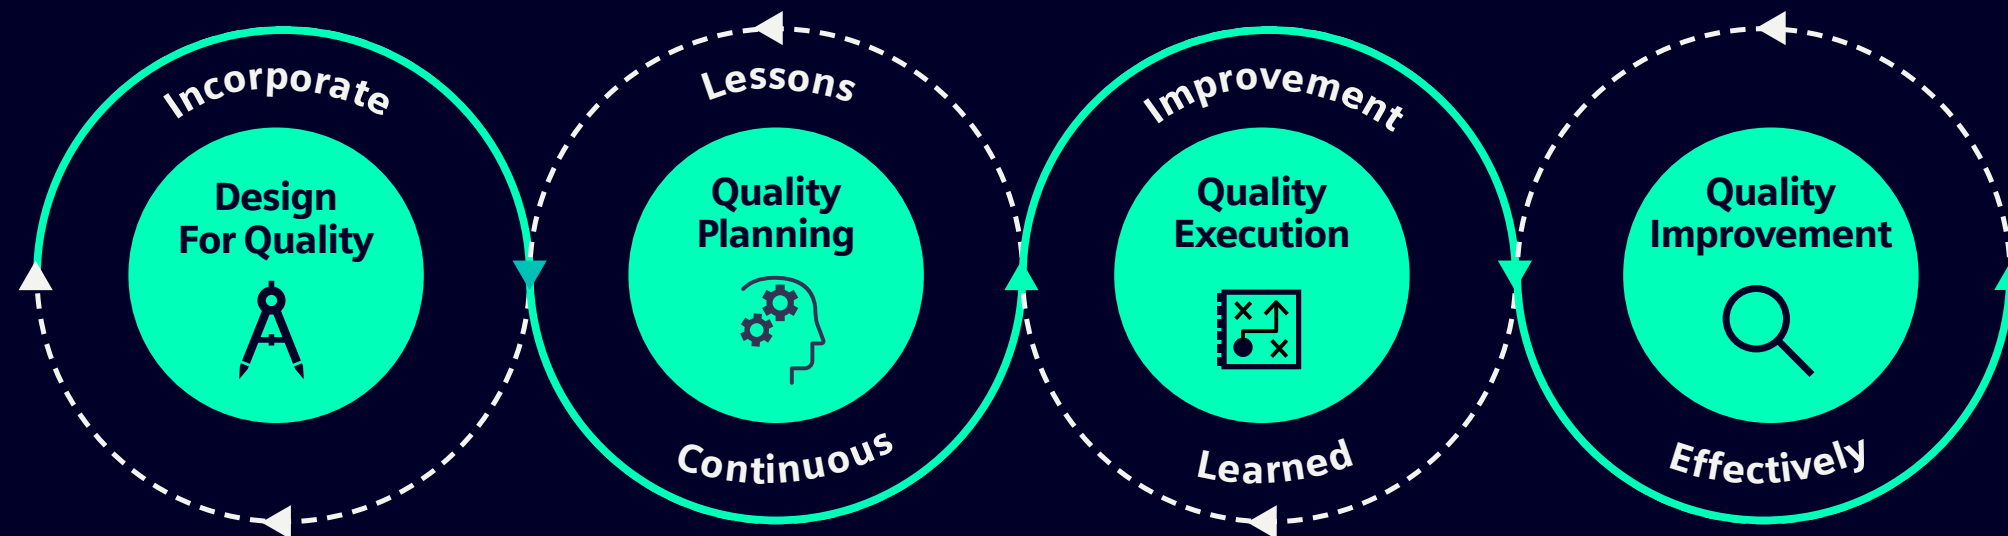 Incorporate
Design
For Quality
Lessons
Quality
Planning
Continuous
Improvement
Quality
Execution
Learned
Quality
Improvement
Effectively